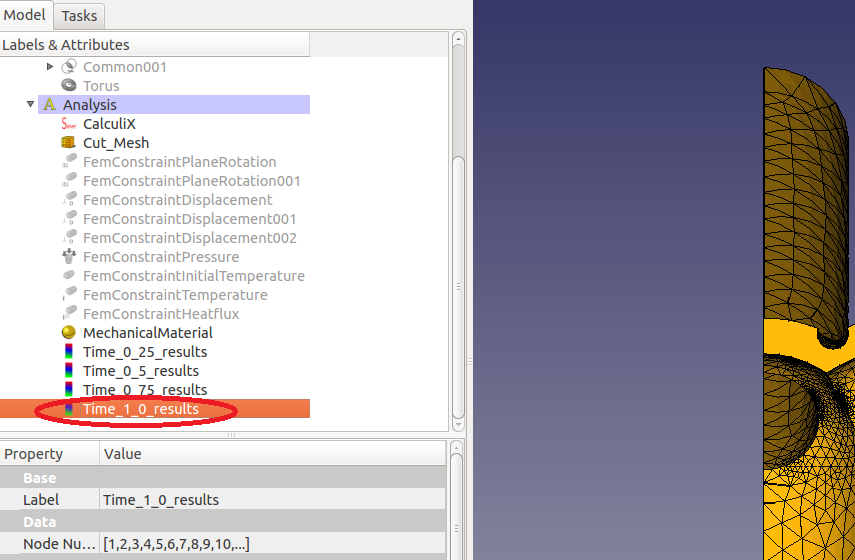 Model Tasks
Labels & Attributes
Common001
Torus
Analysis
CalculiX
Cut_Mesh
FemConstraintPlaneRotation
FemConstraintPlaneRotation001
FemConstraintDisplacement
FemConstraintDisplacement001
FemConstraintDisplacement002
FemConstraintPressure
FemConstraintInitialTemperature
FemConstraintTemperature
FemConstraintHeatflux
MechanicalMaterial
Time_0_25_results
Time_0_5_results
Time_0_75_results
Time_1_0_results
Property Value
Base
Label Time_1_0_results
Data
Node Nu... [1,2,3,4,5,6,7,8,9,10,...]